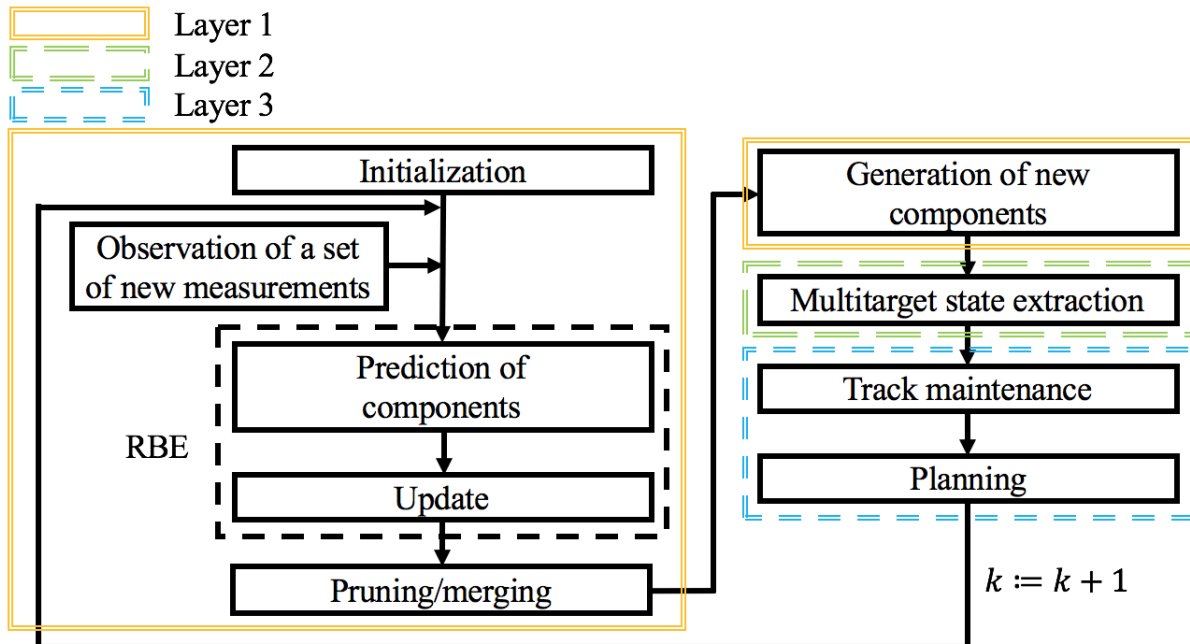 Layer 1
Layer 2
Layer 3
Initialization
Observation of a set
of new measurements
Prediction of
components
RBE
Update
Pruning/merging
Generation of new
components
Multitarget state extraction
Track maintenance
Planning
k ≔ k + 1